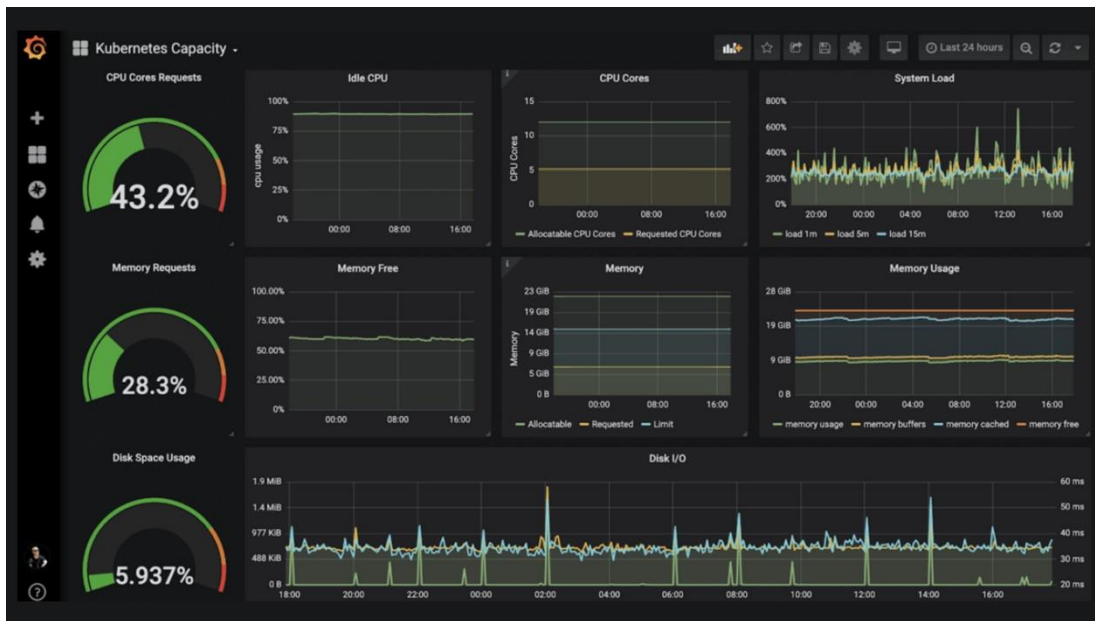 Kubernetes Capacity
Last 24 hours
CPU Cores Requests
43.2%
Idle CPU
100%
75%
50%
25%
0%
cpu usage
00:00 08:00 16:00
CPU Cores
15
10
5
0
CPU Cores
00:00 08:00 16:00
Allocatable CPU Cores Requested CPU Cores
System Load
800%
600%
400%
200%
0%
20:00 00:00 04:00 08:00 12:00 16:00
load 1m load 5m load 15m
Memory Requests
28.3%
Memory Free
100.00%
75.00%
50.00%
25.00%
0%
00:00 08:00 16:00
Memory
23 GiB
19 GiB
14 GiB
9 GiB
5 GiB
0 B
Memory
00:00 08:00 16:00
Allocatable Requested Limit
Memory Usage
28 GiB
19 GiB
9 GiB
0 B
20:00 00:00 04:00 08:00 12:00 16:00
memory usage memory buffers memory cached memory free
Disk Space Usage
5.937%
Disk I/O
1.9 MiB
1.4 MiB
977 KiB
488 KiB
0 B
60 ms
50 ms
40 ms
30 ms
20 ms
18:00 20:00 22:00 00:00 02:00 04:00 06:00 08:00 10:00 12:00 14:00 16:00